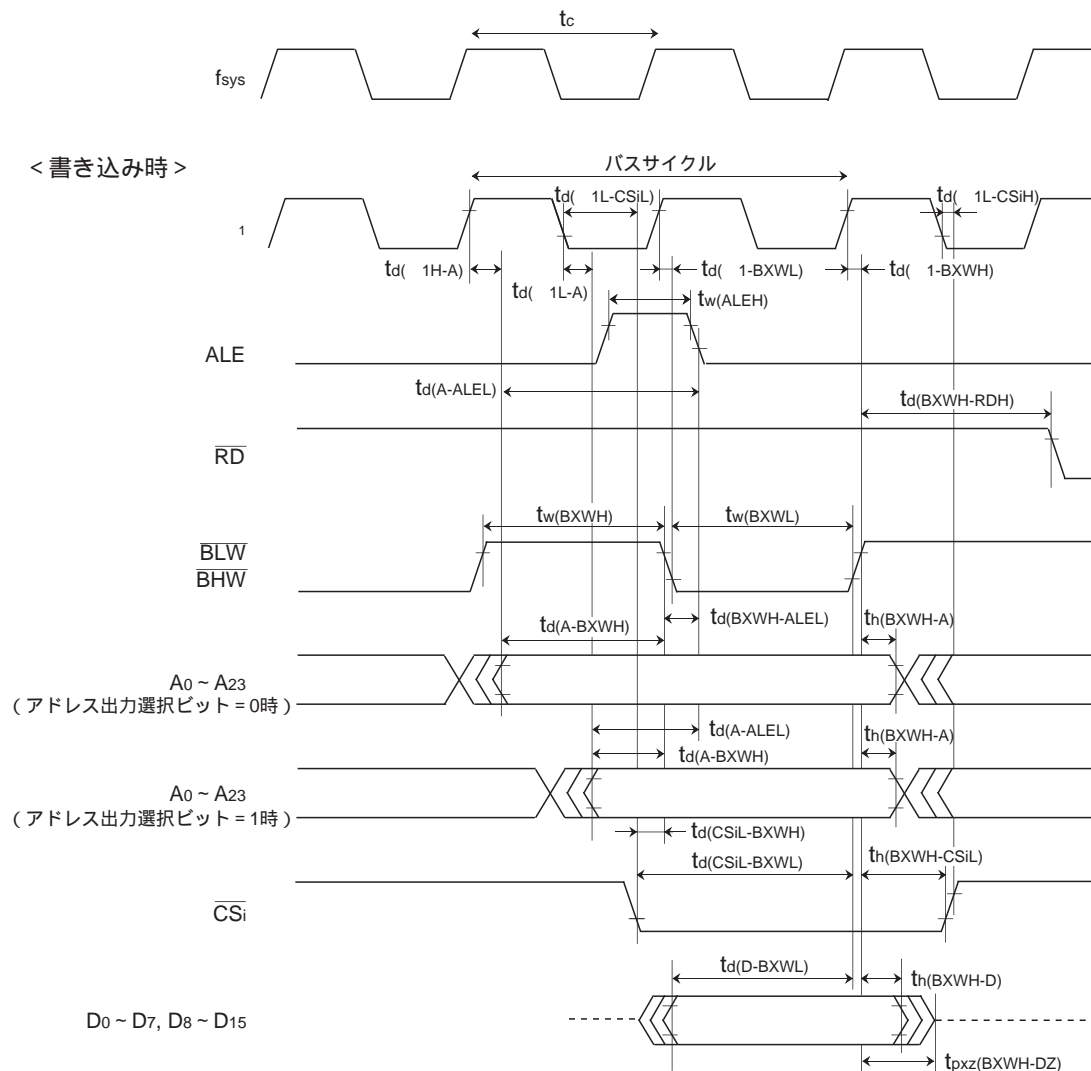 tc
fsys
<書き込み時>
バスサイクル
td( 1L-CSiL)
td( 1L-CSiH)
1
td( 1H-A)
td( 1-BXWL)
td( 1-BXWH)
td( 1L-A)
tw(ALEH)
ALE
td(A-ALEL)
td(BXWH-RDH)
RD
tw(BXWH)
tw(BXWL)
BLW
BHW
td(BXWH-ALEL)
td(A-BXWH)
th(BXWH-A)
A0 ~ A23
(アドレス出力選択ビット = 0時)
td(A-ALEL)
th(BXWH-A)
td(A-BXWH)
A0 ~ A23
(アドレス出力選択ビット = 1時)
td(CSiL-BXWH)
td(CSiL-BXWL)
th(BXWH-CSiL)
CSi
td(D-BXWL)
th(BXWH-D)
D0 ~ D7, D8 ~ D15
tpxz(BXWH-DZ)